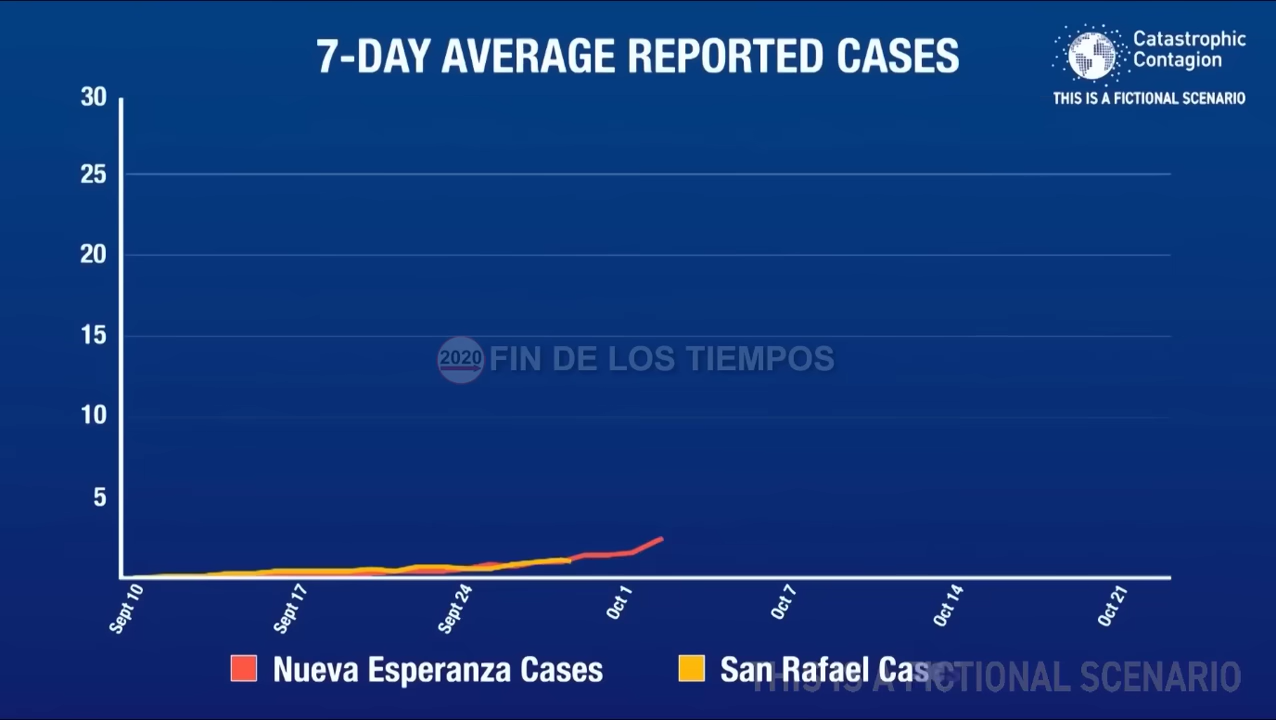 7-DAY AVERAGE REPORTED CASES
Catastrophic
Contagion
THIS IS A FICTIONAL SCENARIO
30
25
20
15
2020 FIN DE LOS TIEMPOS
10
5
Sept 10
Sept 17
Sept 24
Oct 1
Oct 7
Oct 14
Oct 21
Nueva Esperanza Cases
San Rafael Cases
THIS IS A FICTIONAL SCENARIO